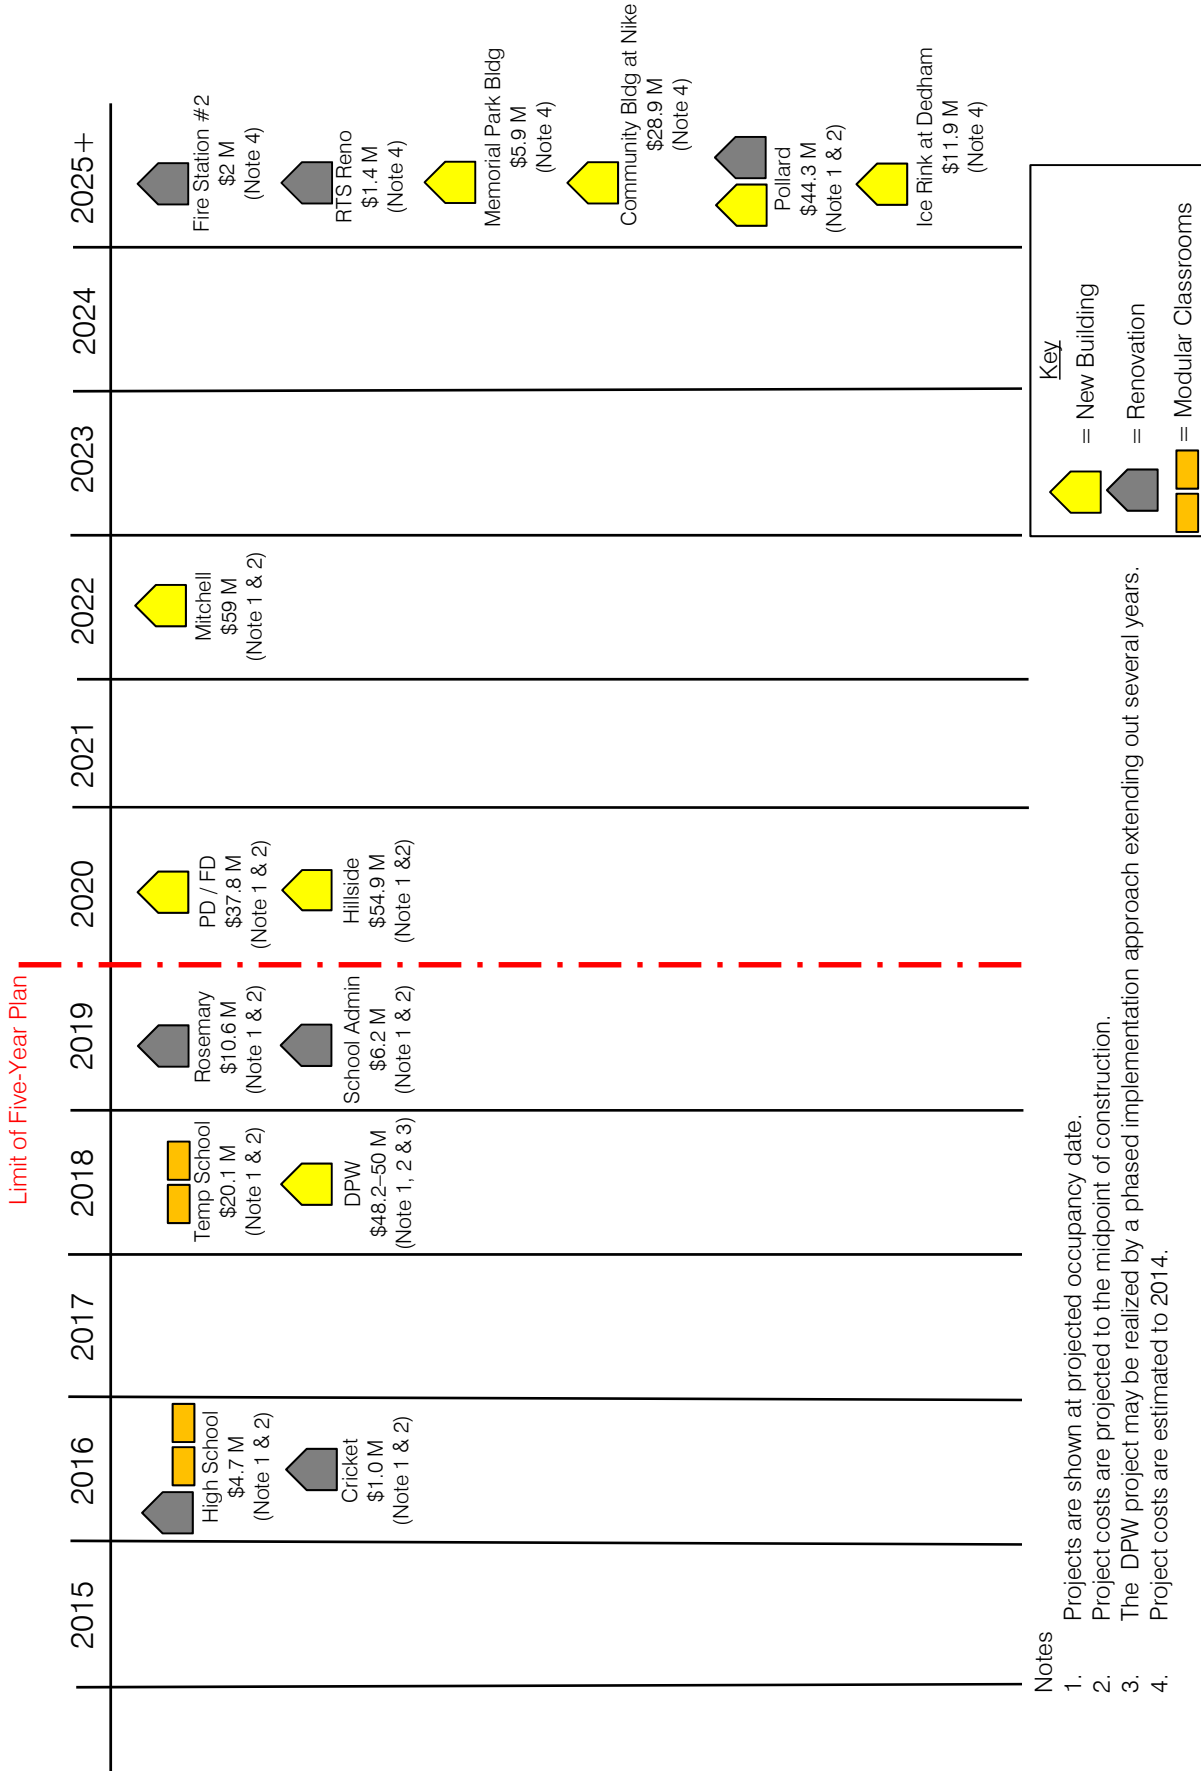 Limit of Five-Year Plan
2015
2016
2017
2018
2019
2020
2021
2022
2023
2024
2025+
High School
$4.7 M
(Note 1 & 2)
Cricket
$1.0 M
(Note 1 & 2)
Temp School
$20.1 M
(Note 1 & 2)
DPW
$48.2–50 M
(Note 1, 2 & 3)
Rosemary
$10.6 M
(Note 1 & 2)
School Admin
$6.2 M
(Note 1 & 2)
PD / FD
$37.8 M
(Note 1 & 2)
Hillside
$54.9 M
(Note 1 &2)
Mitchell
$59 M
(Note 1 & 2)
Fire Station #2
$2 M
(Note 4)
RTS Reno
$1.4 M
(Note 4)
Memorial Park Bldg
$5.9 M
(Note 4)
Community Bldg at Nike
$28.9 M
(Note 4)
Pollard
$44.3 M
(Note 1 & 2)
Ice Rink at Dedham
$11.9 M
(Note 4)
Notes
1. Projects are shown at projected occupancy date.
2. Project costs are projected to the midpoint of construction.
3. The DPW project may be realized by a phased implementation approach extending out several years.
4. Project costs are estimated to 2014.
Key
= New Building
= Renovation
= Modular Classrooms